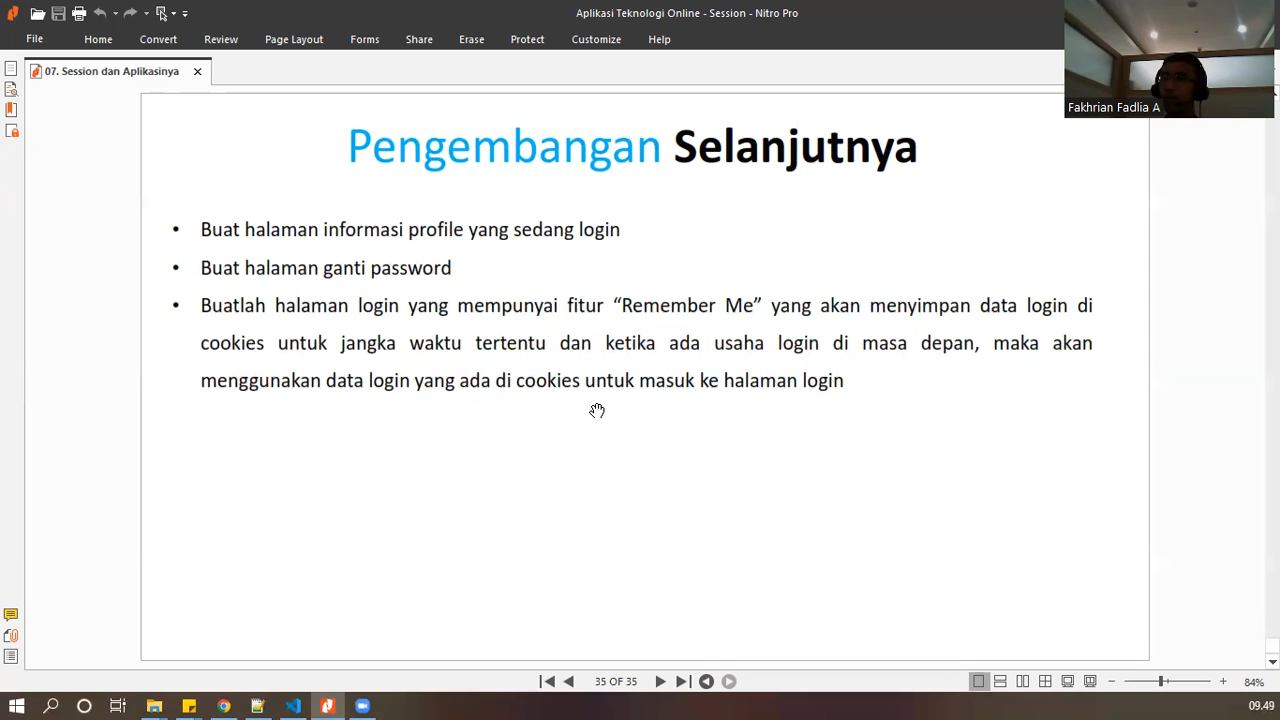 Aplikasi Teknologi Online - Session - Nitro Pro
File Home Convert Review Page Layout Forms Share Erase Protect Customize Help
07. Session dan Aplikasinya
Fakhrian Fadlia A
Pengembangan Selanjutnya
• Buat halaman informasi profile yang sedang login
• Buat halaman ganti password
• Buatlah halaman login yang mempunyai fitur “Remember Me” yang akan menyimpan data login di
cookies untuk jangka waktu tertentu dan ketika ada usaha login di masa depan, maka akan
menggunakan data login yang ada di cookies untuk masuk ke halaman login
35 OF 35
84%
09.49